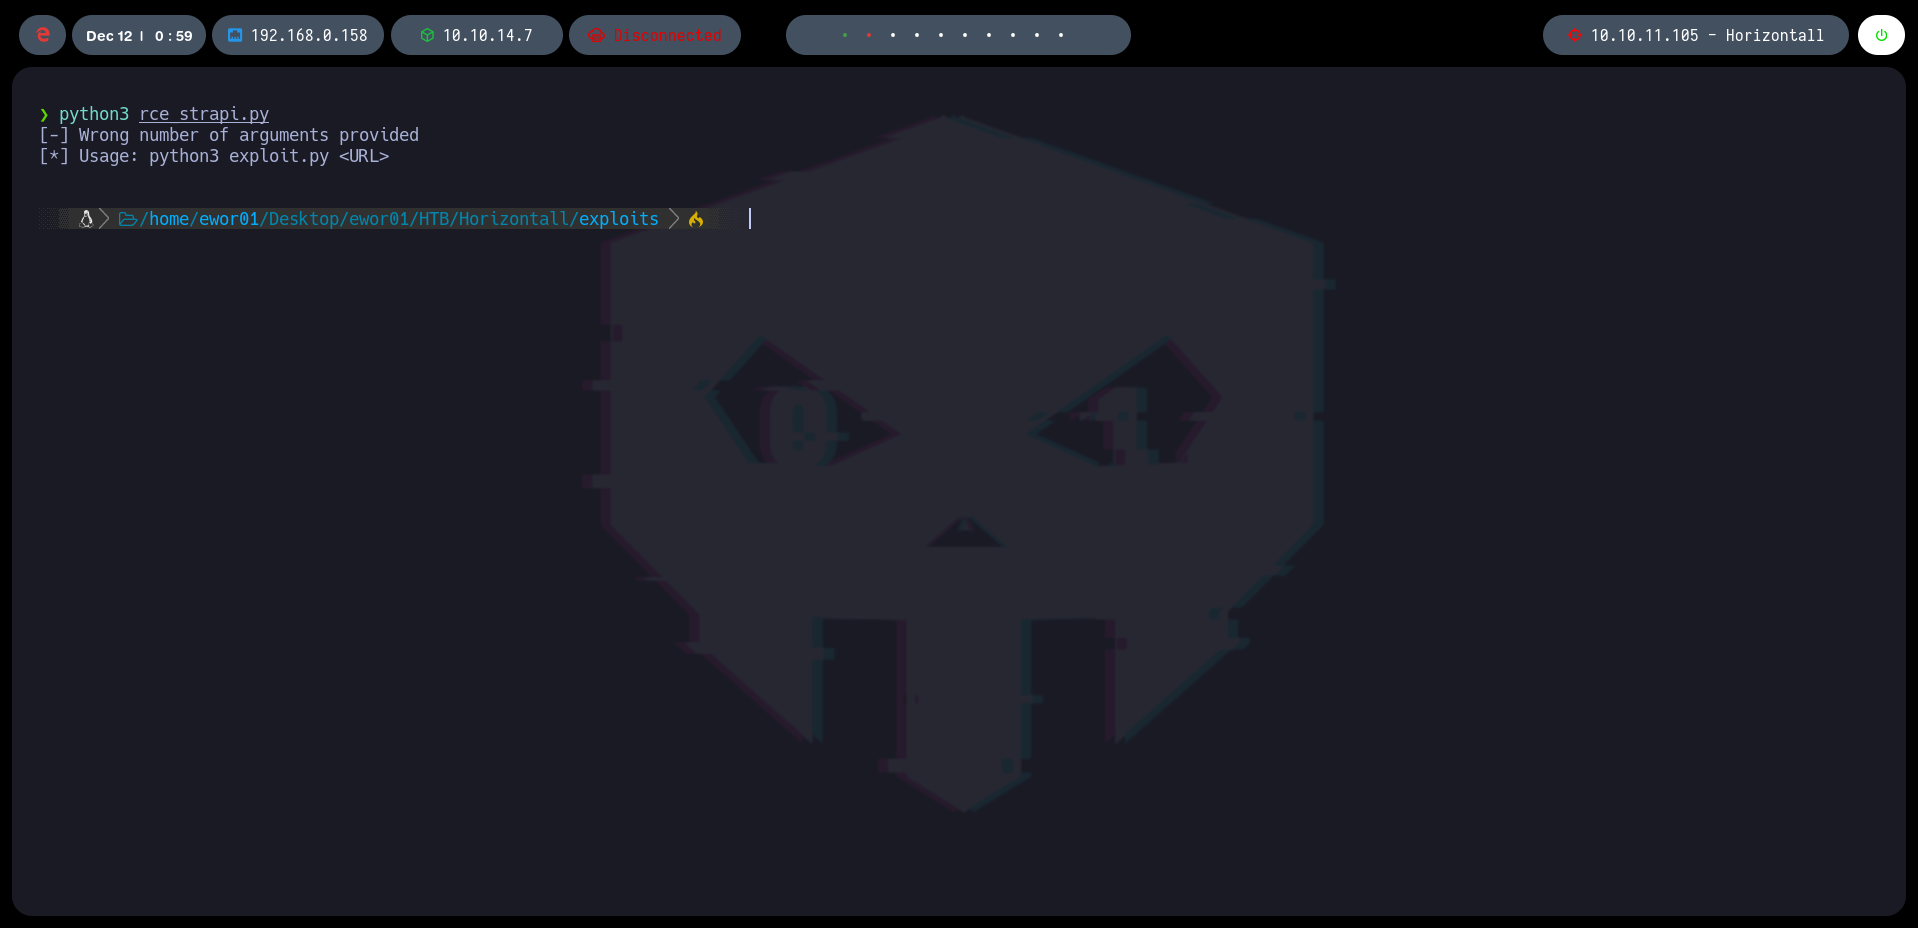 Dec 12 | 0 : 59 192.168.0.158 10.10.14.7 Disconnected 10.10.11.105 - Horizontall
❯ python3 rce_strapi.py
[-] Wrong number of arguments provided
[*] Usage: python3 exploit.py <URL>
/home/ewor01/Desktop/ewor01/HTB/Horizontall/exploits
0 1